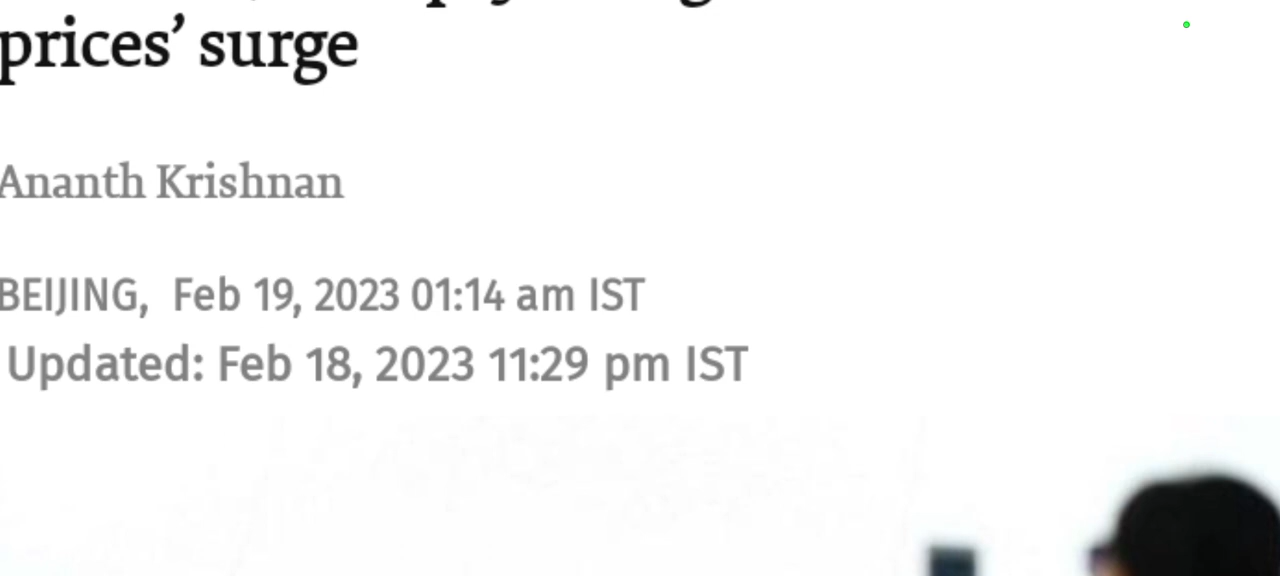 prices’ surge
Ananth Krishnan
BEIJING, Feb 19, 2023 01:14 am IST
Updated: Feb 18, 2023 11:29 pm IST